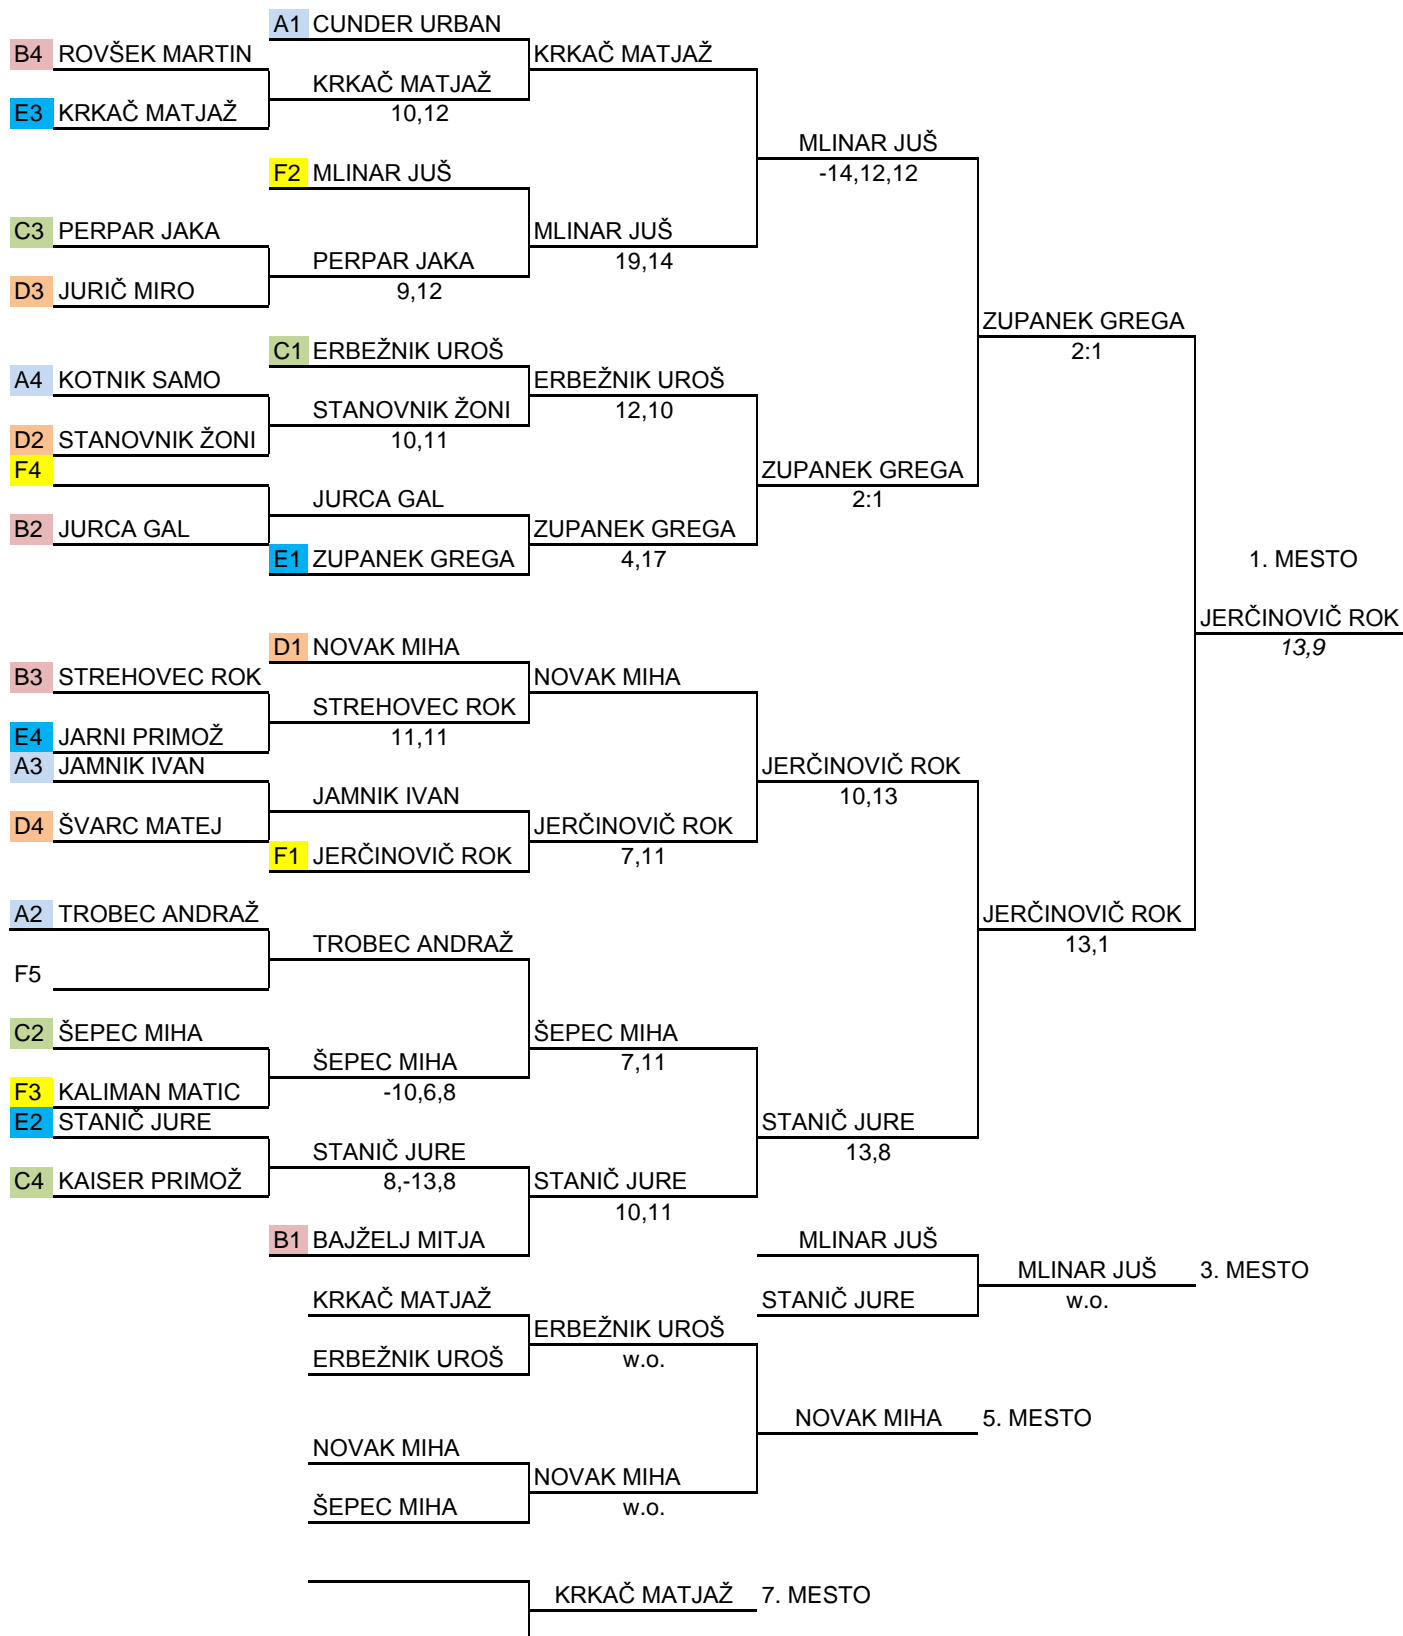 A1 CUNDER URBAN
B4 ROVŠEK MARTIN
KRKAČ MATJAŽ
KRKAČ MATJAŽ
E3 KRKAČ MATJAŽ
10,12
MLINAR JUŠ
-14,12,12
F2 MLINAR JUŠ
C3 PERPAR JAKA
MLINAR JUŠ
19,14
PERPAR JAKA
9,12
D3 JURIČ MIRO
ZUPANEK GREGA
2:1
C1 ERBEŽNIK UROŠ
A4 KOTNIK SAMO
ERBEŽNIK UROŠ
12,10
STANOVNIK ŽONI
10,11
D2 STANOVNIK ŽONI
F4
ZUPANEK GREGA
2:1
JURCA GAL
B2 JURCA GAL
ZUPANEK GREGA
4,17
E1 ZUPANEK GREGA
1. MESTO
JERČINOVIČ ROK
13,9
D1 NOVAK MIHA
B3 STREHOVEC ROK
NOVAK MIHA
STREHOVEC ROK
11,11
E4 JARNI PRIMOŽ
A3 JAMNIK IVAN
JERČINOVIČ ROK
10,13
JAMNIK IVAN
D4 ŠVARC MATEJ
JERČINOVIČ ROK
7,11
F1 JERČINOVIČ ROK
A2 TROBEC ANDRAŽ
JERČINOVIČ ROK
13,1
TROBEC ANDRAŽ
F5
C2 ŠEPEC MIHA
ŠEPEC MIHA
7,11
ŠEPEC MIHA
-10,6,8
F3 KALIMAN MATIC
E2 STANIČ JURE
STANIČ JURE
13,8
STANIČ JURE
8,-13,8
C4 KAISER PRIMOŽ
STANIČ JURE
10,11
B1 BAJŽELJ MITJA
MLINAR JUŠ
MLINAR JUŠ 3. MESTO
w.o.
STANIČ JURE
KRKAČ MATJAŽ
ERBEŽNIK UROŠ
w.o.
ERBEŽNIK UROŠ
NOVAK MIHA 5. MESTO
NOVAK MIHA
NOVAK MIHA
w.o.
ŠEPEC MIHA
KRKAČ MATJAŽ 7. MESTO